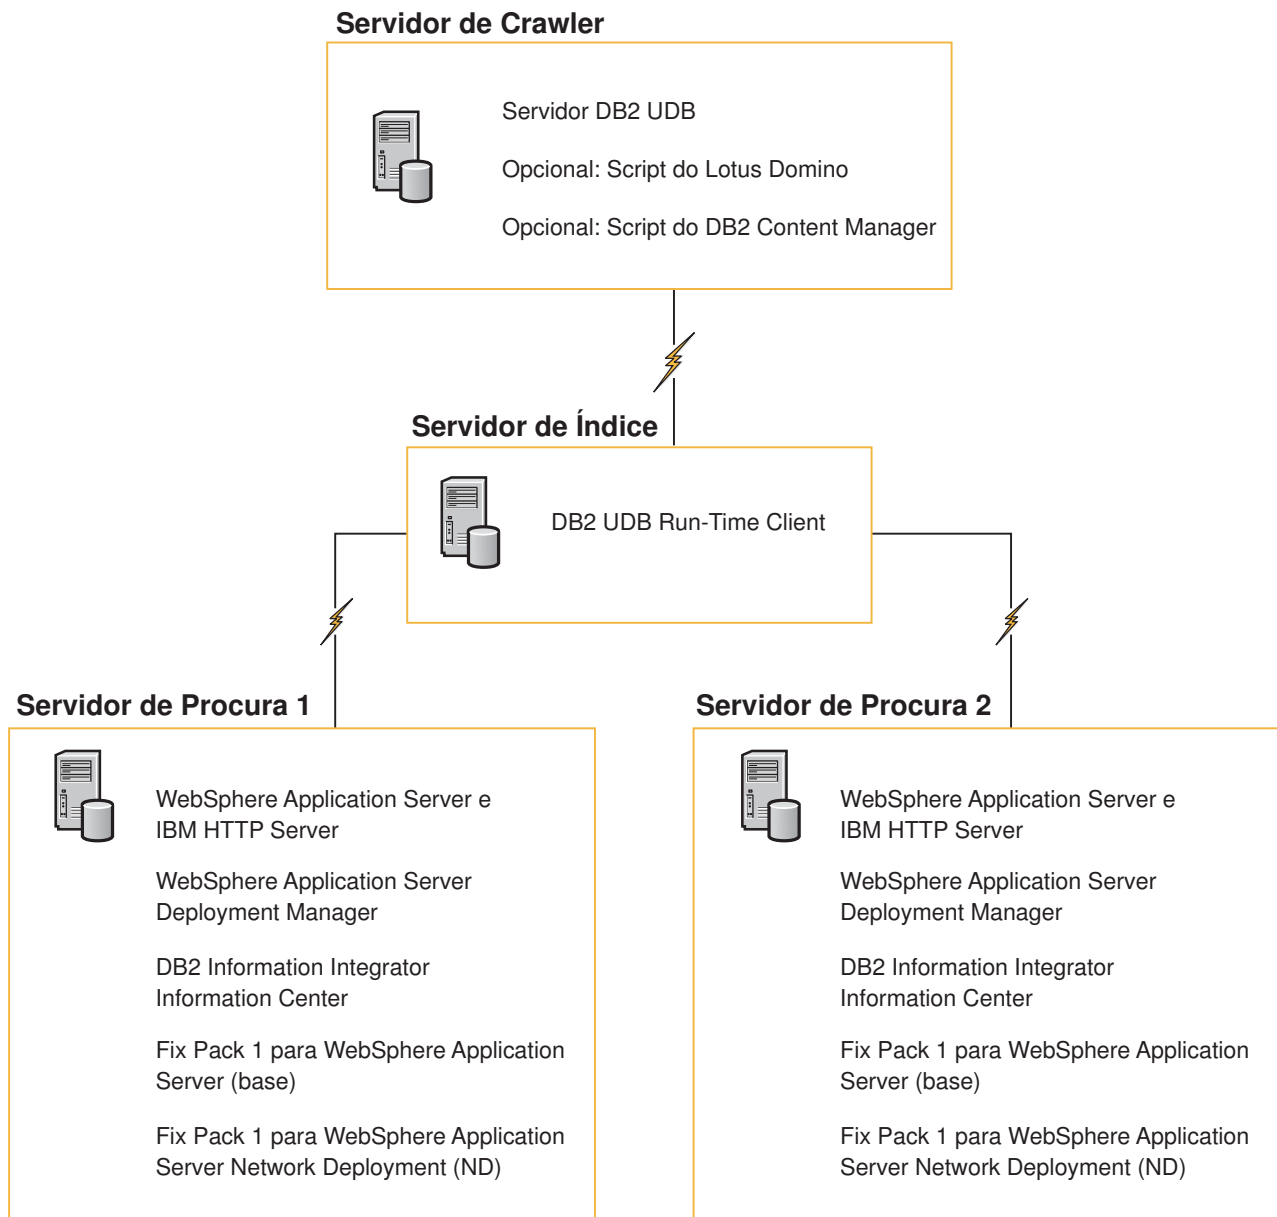 Servidor de Crawler
Servidor DB2 UDB
Opcional: Script do Lotus Domino
Opcional: Script do DB2 Content Manager
Servidor de Índice
DB2 UDB Run-Time Client
Servidor de Procura 1
WebSphere Application Server e
IBM HTTP Server
WebSphere Application Server
Deployment Manager
DB2 Information Integrator
Information Center
Fix Pack 1 para WebSphere Application
Server (base)
Fix Pack 1 para WebSphere Application
Server Network Deployment (ND)
Servidor de Procura 2
WebSphere Application Server e
IBM HTTP Server
WebSphere Application Server
Deployment Manager
DB2 Information Integrator
Information Center
Fix Pack 1 para WebSphere Application
Server (base)
Fix Pack 1 para WebSphere Application
Server Network Deployment (ND)